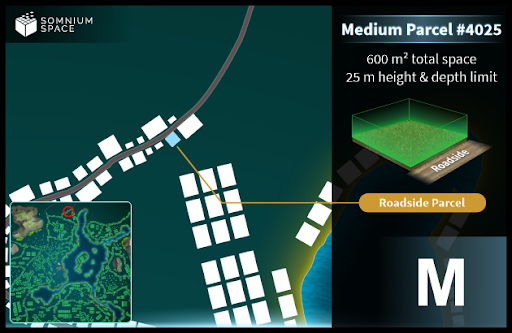 SOMNIUM
SPACE
Medium Parcel #4025
600 m² total space
25 m height & depth limit
Roadside
Roadside Parcel
M